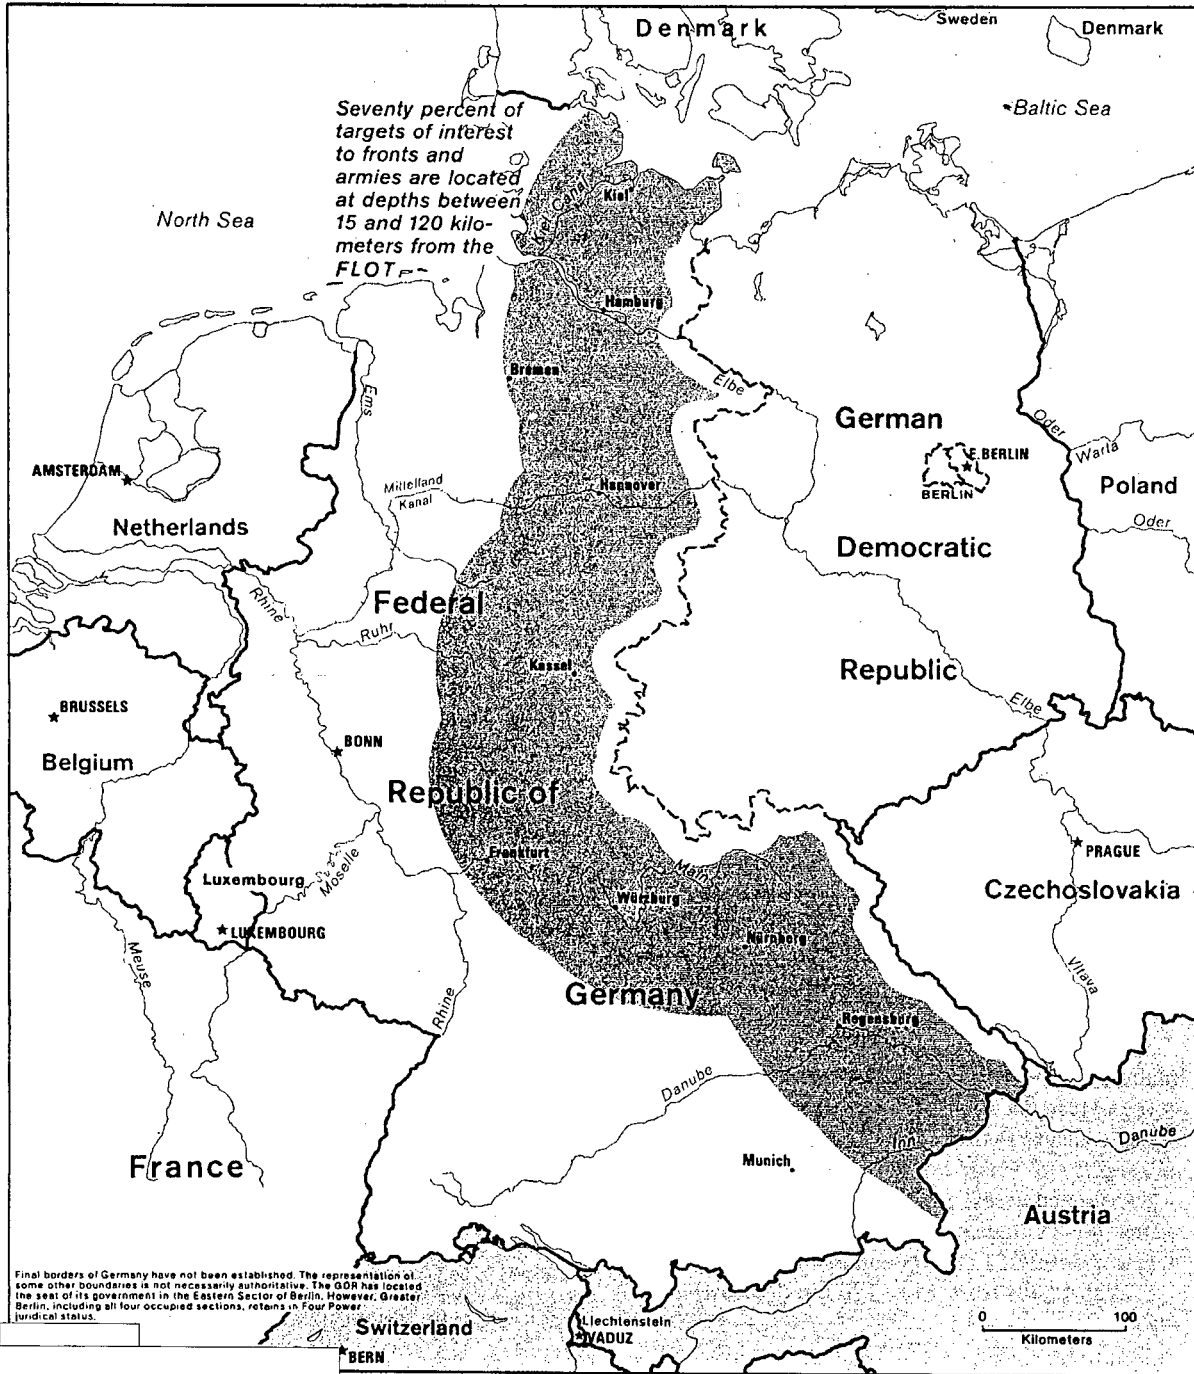 Denmark
Sweden
Denmark
Baltic Sea
Seventy percent of
targets of interest
to fronts and
armies are located
at depths between
15 and 120 kilo-
meters from the
FLOT
North Sea
Kiel Canal
Kiel
Hamburg
Bremen
Elbe
Ems
German
Oder
Warta
E.BERLIN
BERLIN
Poland
Oder
AMSTERDAM
Netherlands
Mittelland
Kanal
Hannover
Democratic
Rhine
Federal
Ruhr
Kassel
Republic
Elbe
BRUSSELS
Belgium
BONN
Republic of
Frankfurt
Main
PRAGUE
Czechoslovakia
Luxembourg
Moselle
Würzburg
LUXEMBOURG
Nürnberg
Meuse
Vltava
Germany
Rhine
Regensburg
Danube
Danube
Inn
France
Munich
Austria
Final borders of Germany have not been established. The representation of
some other boundaries is not necessarily authoritative. The GDR has located
the seat of its government in the Eastern Sector of Berlin. However, Greater
Berlin, including all four occupied sections, retains in Four Power
juridical status.
Switzerland
Liechtenstein
VADUZ
BERN
0 100
Kilometers